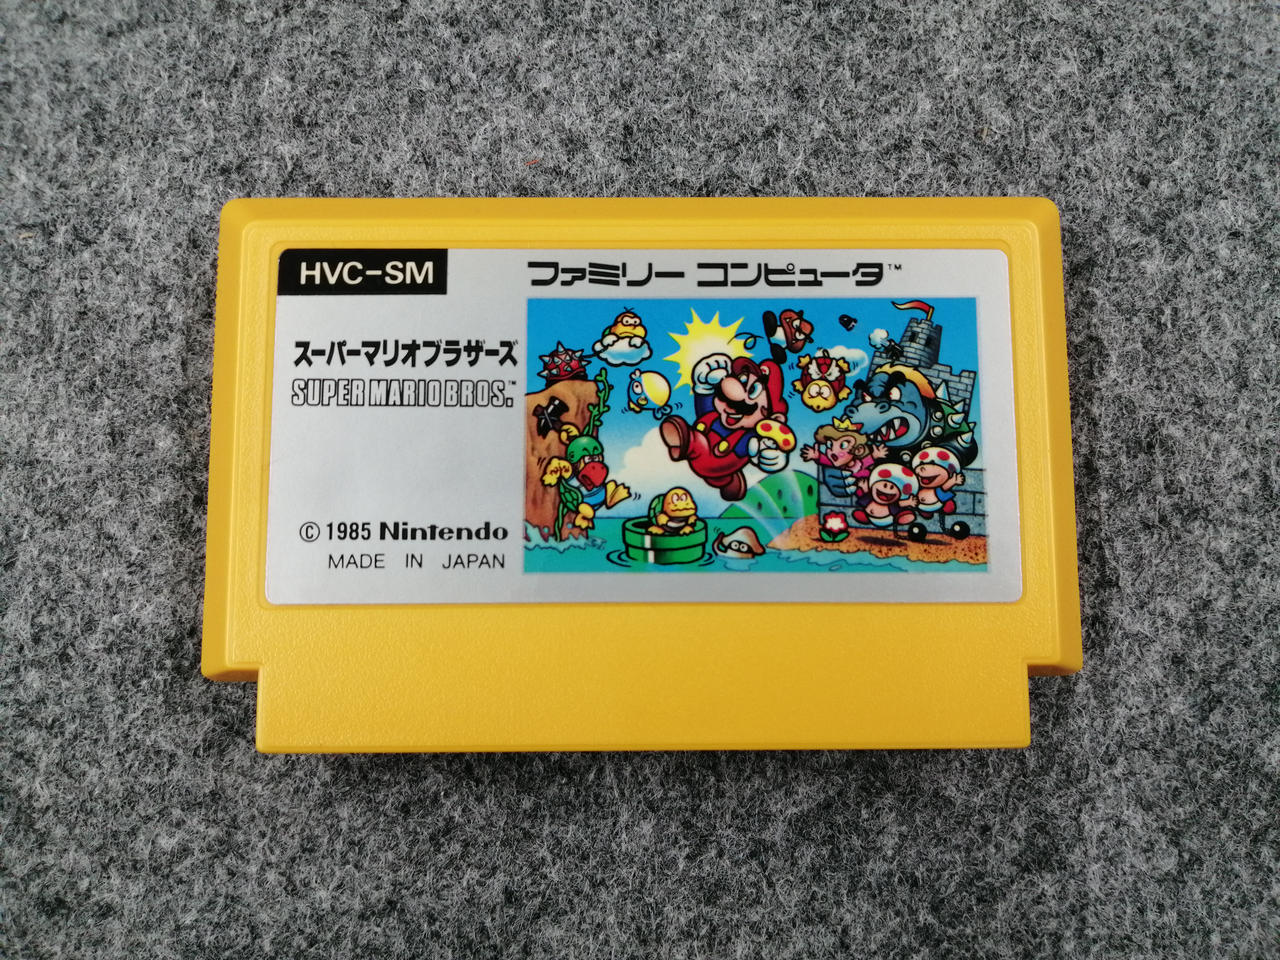 HVC-SM
ファミリー コンピュータ™
スーパーマリオブラザーズ
SUPER MARIO BROS.™
© 1985 Nintendo
MADE IN JAPAN